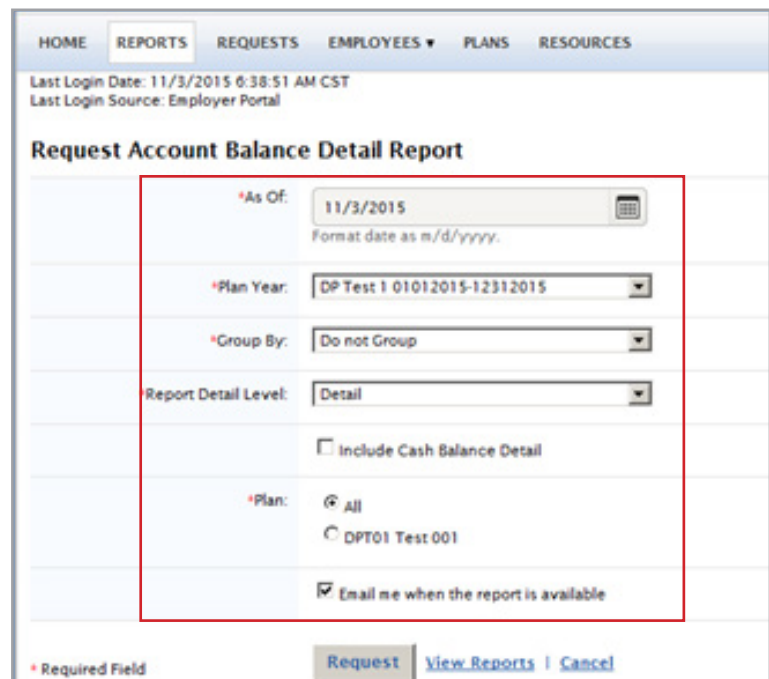 HOME REPORTS REQUESTS EMPLOYEES ▼ PLANS RESOURCES
Last Login Date: 11/3/2015 6:38:51 AM CST
Last Login Source: Employer Portal
Request Account Balance Detail Report
*As Of: 11/3/2015
Format date as m/d/yyyy.
*Plan Year: DP Test 1 01012015-12312015
*Group By: Do not Group
*Report Detail Level: Detail
Include Cash Balance Detail
*Plan: All
DPT01 Test 001
Email me when the report is available
* Required Field Request View Reports | Cancel